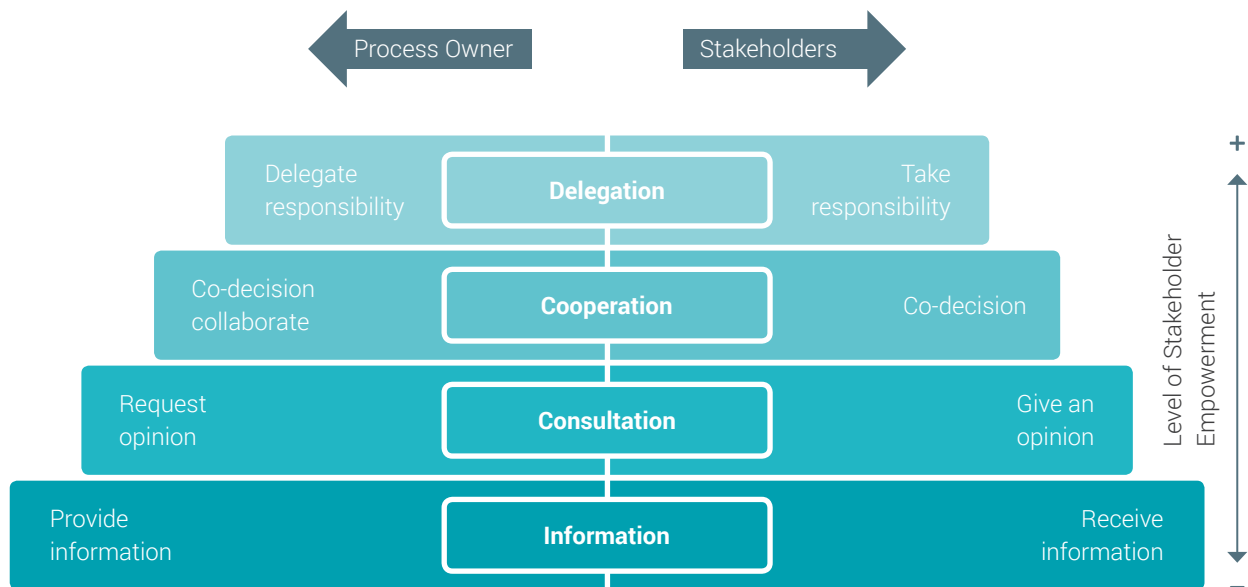 Process Owner
Stakeholders
+
Delegate
responsibility
Delegation
Take
responsibility
Co-decision
collaborate
Cooperation
Co-decision
Request
opinion
Consultation
Give an
opinion
Provide
information
Information
Receive
information
Level of Stakeholder
Empowerment
-